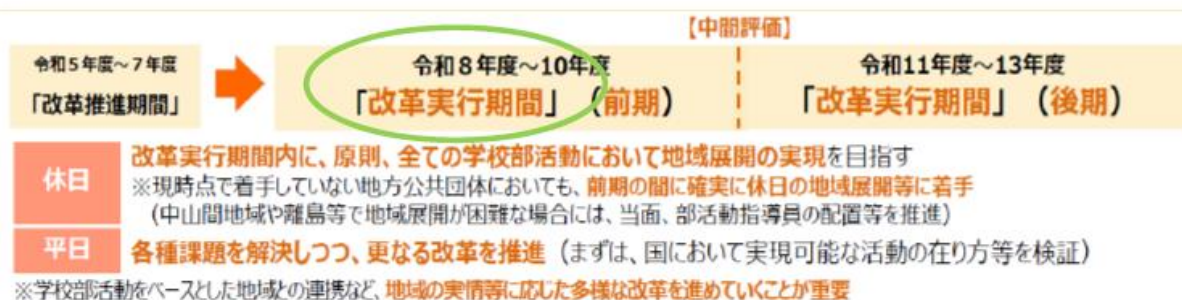 【中間評価】
令和5年度～7年度
「改革推進期間」
令和8年度～10年度
「改革実行期間」（前期）
令和11年度～13年度
「改革実行期間」（後期）
休日
改革実行期間内に、原則、全ての学校部活動において地域展開の実現を目指す
※現時点で着手していない地方公共団体においても、前期の間に確実に休日の地域展開等に着手
（中山間地域や離島等で地域展開が困難な場合には、当面、部活動指導員の配置等を推進）
平日
各種課題を解決しつつ、更なる改革を推進（まずは、国において実現可能な活動の在り方等を検証）
※学校部活動をベースとした地域との連携など、地域の実情等に応じた多様な改革を進めていくことが重要